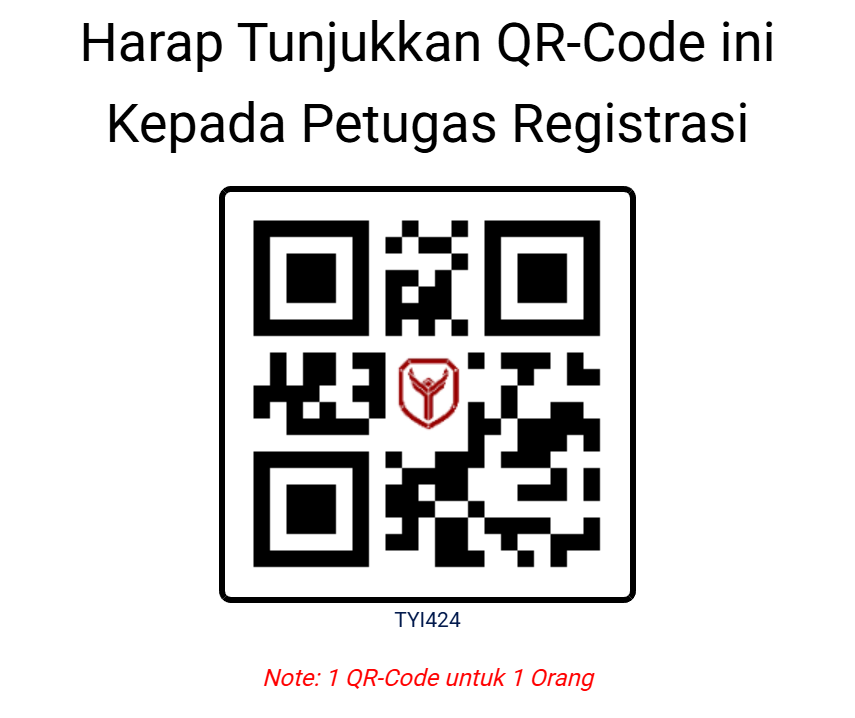 Harap Tunjukkan QR-Code ini
Kepada Petugas Registrasi
TYI424
Note: 1 QR-Code untuk 1 Orang